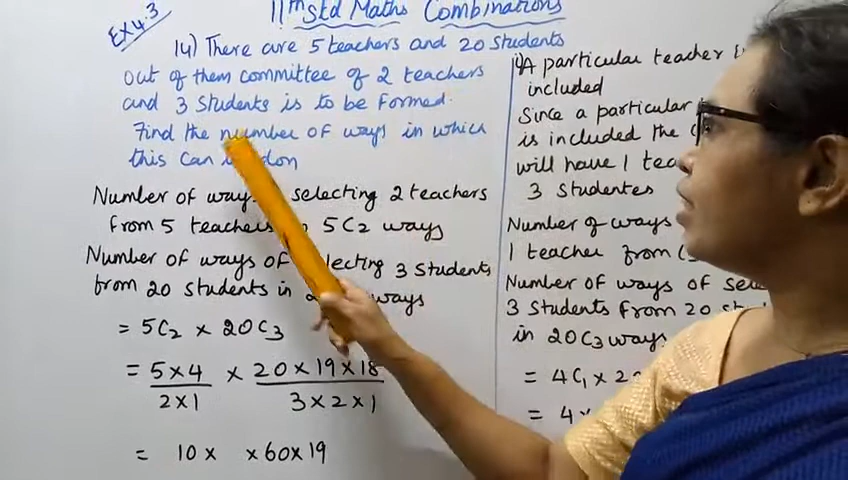 11th Std Maths Combinations
Ex 4.3
14) There are 5 teachers and 20 Students
out of them committee of 2 teachers
and 3 Students is to be formed.
Find the number of ways in which
this can don
Number of ways selecting 2 teachers
from 5 teachers 5C2 ways
Number of ways of selecting 3 Students
from 20 students in ways
= 5C2 × 20C3
= 5×4 / 2×1 × 20×19×18 / 3×2×1
= 10 × × 60×19
A particular teacher
included
Since a particular
is included the
will have 1
3 Students
Number of ways
1 teacher from
Number of ways of
3 Students from 20
in 20C3 ways
= 4C1 ×
= 4 ×